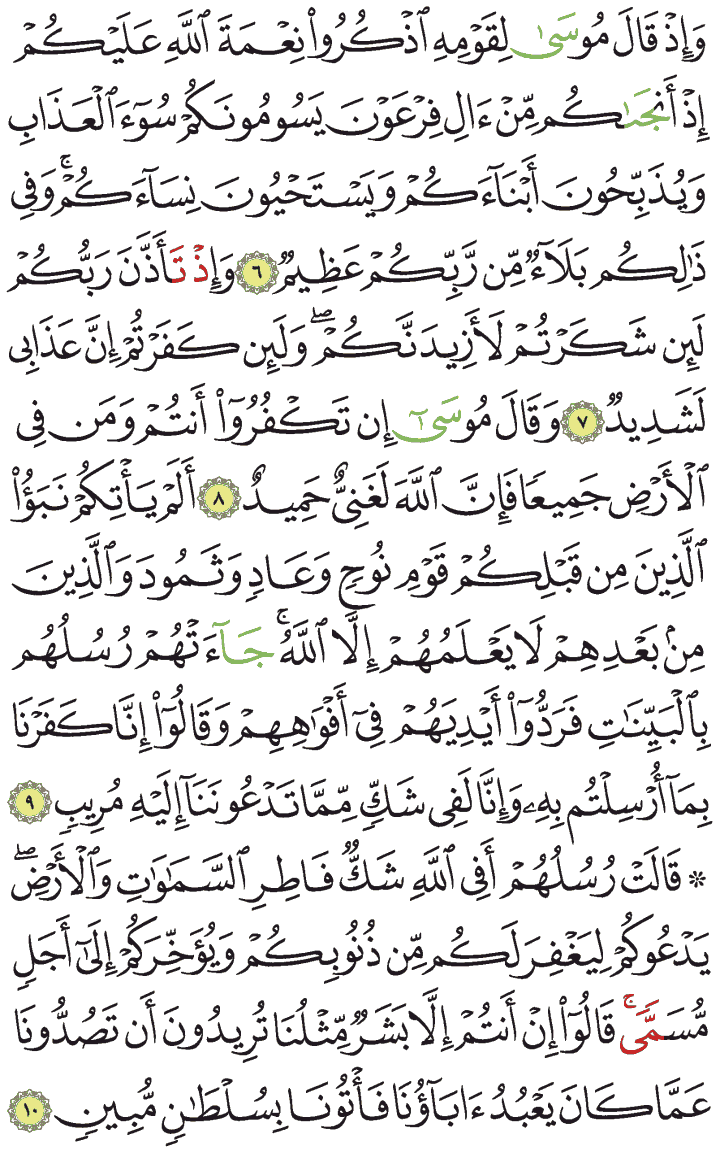 وَإِذْ قَالَ مُوسَىٰ لِقَوْمِهِ ٱذْكُرُوا۟ نِعْمَةَ ٱللَّهِ عَلَيْكُمْ
إِذْ أَنجَىٰكُم مِّنْ ءَالِ فِرْعَوْنَ يَسُومُونَكُمْ سُوٓءَ ٱلْعَذَابِ
وَيُذَبِّحُونَ أَبْنَآءَكُمْ وَيَسْتَحْيُونَ نِسَآءَكُمْ ۚ وَفِى
ذَٰلِكُم بَلَآءٌ مِّن رَّبِّكُمْ عَظِيمٌ ٦ وَإِذْ تَأَذَّنَ رَبُّكُمْ
لَئِن شَكَرْتُمْ لَأَزِيدَنَّكُمْ ۖ وَلَئِن كَفَرْتُمْ إِنَّ عَذَابِى
لَشَدِيدٌ ٧ وَقَالَ مُوسَىٰٓ إِن تَكْفُرُوٓا۟ أَنتُمْ وَمَن فِى
ٱلْأَرْضِ جَمِيعًا فَإِنَّ ٱللَّهَ لَغَنِىٌّ حَمِيدٌ ٨ أَلَمْ يَأْتِكُمْ نَبَؤُا۟
ٱلَّذِينَ مِن قَبْلِكُمْ قَوْمِ نُوحٍ وَعَادٍ وَثَمُودَ وَٱلَّذِينَ
مِنۢ بَعْدِهِمْ لَا يَعْلَمُهُمْ إِلَّا ٱللَّهُ ۚ جَآءَتْهُمْ رُسُلُهُم
بِٱلْبَيِّنَٰتِ فَرَدُّوٓا۟ أَيْدِيَهُمْ فِىٓ أَفْوَٰهِهِمْ وَقَالُوٓا۟ إِنَّا كَفَرْنَا
بِمَآ أُرْسِلْتُم بِهِۦ وَإِنَّا لَفِى شَكٍّ مِّمَّا تَدْعُونَنَآ إِلَيْهِ مُرِيبٍ ٩
* قَالَتْ رُسُلُهُمْ أَفِى ٱللَّهِ شَكٌّ فَاطِرِ ٱلسَّمَٰوَٰتِ وَٱلْأَرْضِ ۖ
يَدْعُوكُمْ لِيَغْفِرَ لَكُم مِّن ذُنُوبِكُمْ وَيُؤَخِّرَكُمْ إِلَىٰٓ أَجَلٍ
مُّسَمًّى ۚ قَالُوٓا۟ إِنْ أَنتُمْ إِلَّا بَشَرٌ مِّثْلُنَا تُرِيدُونَ أَن تَصُدُّونَا
عَمَّا كَانَ يَعْبُدُ ءَابَآؤُنَا فَأْتُونَا بِسُلْطَٰنٍ مُّبِينٍ ١٠